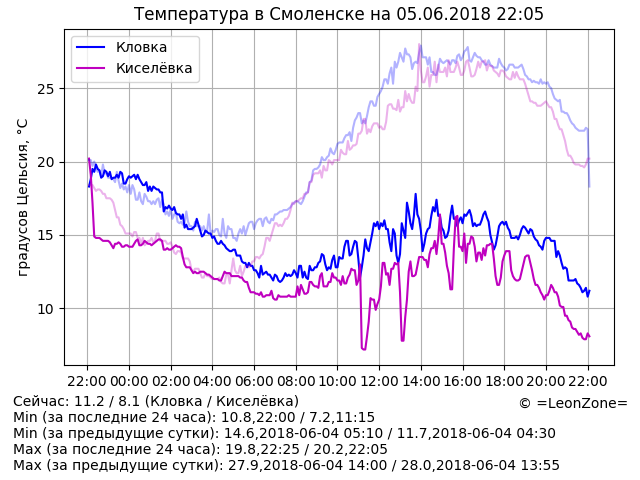 Температура в Смоленске на 05.06.2018 22:05
Кловка
Киселёвка
градусов Цельсия, °C
25
20
15
10
22:00 00:00 02:00 04:00 06:00 08:00 10:00 12:00 14:00 16:00 18:00 20:00 22:00
Сейчас: 11.2 / 8.1 (Кловка / Киселёвка)
© =LeonZone=
Min (за последние 24 часа): 10.8,22:00 / 7.2,11:15
Min (за предыдущие сутки): 14.6,2018-06-04 05:10 / 11.7,2018-06-04 04:30
Max (за последние 24 часа): 19.8,22:25 / 20.2,22:05
Max (за предыдущие сутки): 27.9,2018-06-04 14:00 / 28.0,2018-06-04 13:55